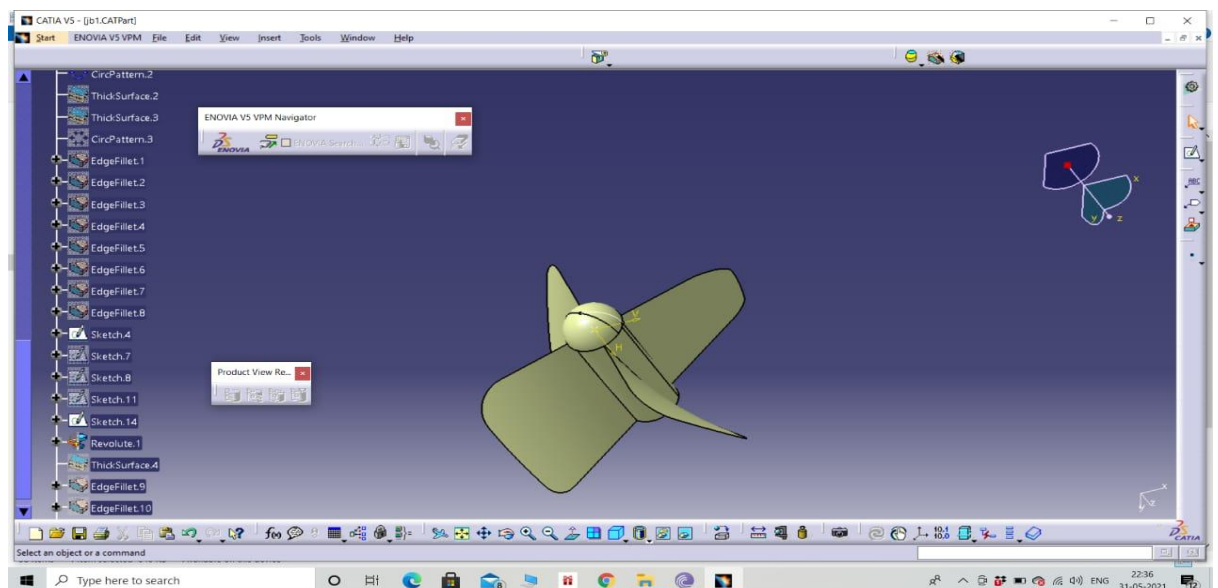 CATIA V5 - [jb1.CATPart]
Start ENOVIA V5 VPM File Edit View Insert Tools Window Help
CircPattern.2
ThickSurface.2
ThickSurface.3
CircPattern.3
EdgeFillet.1
EdgeFillet.2
EdgeFillet.3
EdgeFillet.4
EdgeFillet.5
EdgeFillet.6
EdgeFillet.7
EdgeFillet.8
Sketch.4
Sketch.7
Sketch.8
Sketch.11
Sketch.14
Revolute.1
ThickSurface.4
EdgeFillet.9
EdgeFillet.10
ENOVIA V5 VPM Navigator
ENOVIA
ENOVIA Search...
Product View Re...
V
H
x
y
z
ABC
x
z
CATIA
Select an object or a command
Type here to search
ENG
22:36
31-05-2021